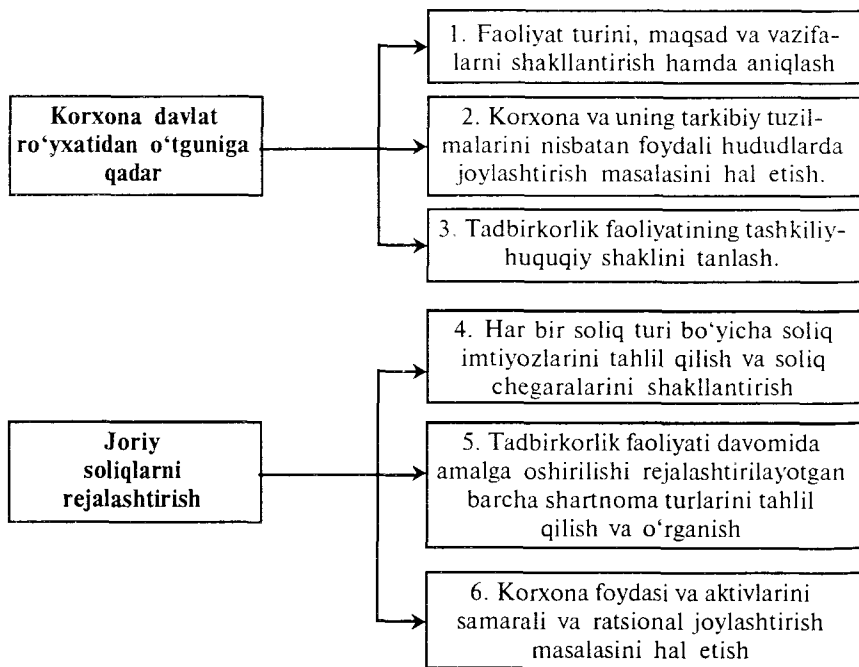 Korxona davlat
ro‘yxatidan o‘tguniga
qadar
1. Faoliyat turini, maqsad va vazifa-
larni shakllantirish hamda aniqlash
2. Korxona va uning tarkibiy tuzil-
malarini nisbatan foydali hududlarda
joylashtirish masalasini hal etish.
3. Tadbirkorlik faoliyatining tashkiliy-
huquqiy shaklini tanlash.
Joriy
soliqlarni
rejalashtirish
4. Har bir soliq turi bo‘yicha soliq
imtiyozlarini tahlil qilish va soliq
chegaralarini shakllantirish
5. Tadbirkorlik faoliyati davomida
amalga oshirilishi rejalashtirilayotgan
barcha shartnoma turlarini tahlil
qilish va o‘rganish
6. Korxona foydasi va aktivlarini
samarali va ratsional joylashtirish
masalasini hal etish